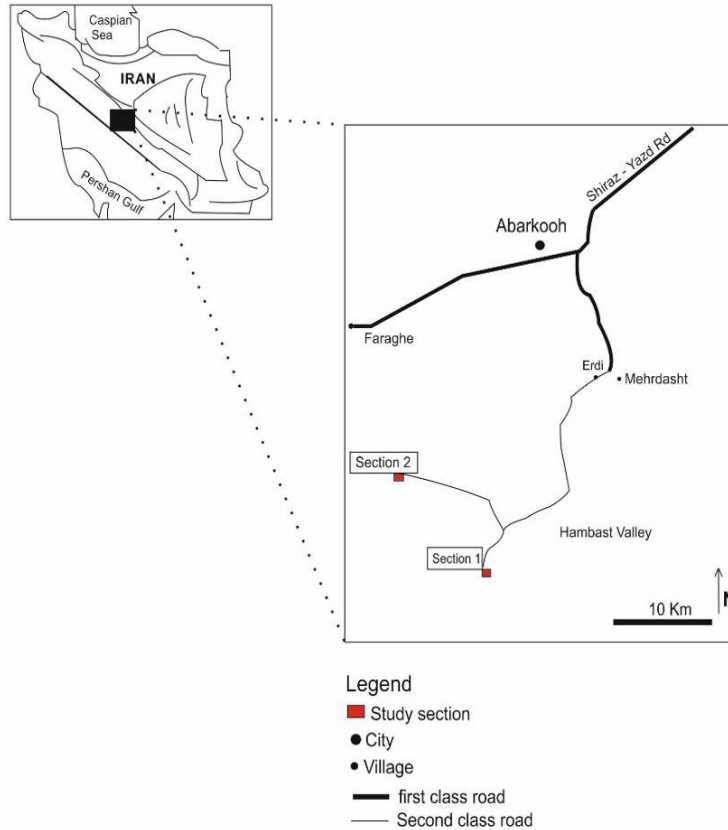 Caspian
Sea
IRAN
Pershan Gulf
Shiraz - Yazd Rd
Abarkooh
Faraghe
Erdi
Mehrdasht
Section 2
Hambast Valley
Section 1
N
10 Km
Legend
Study section
City
Village
first class road
Second class road